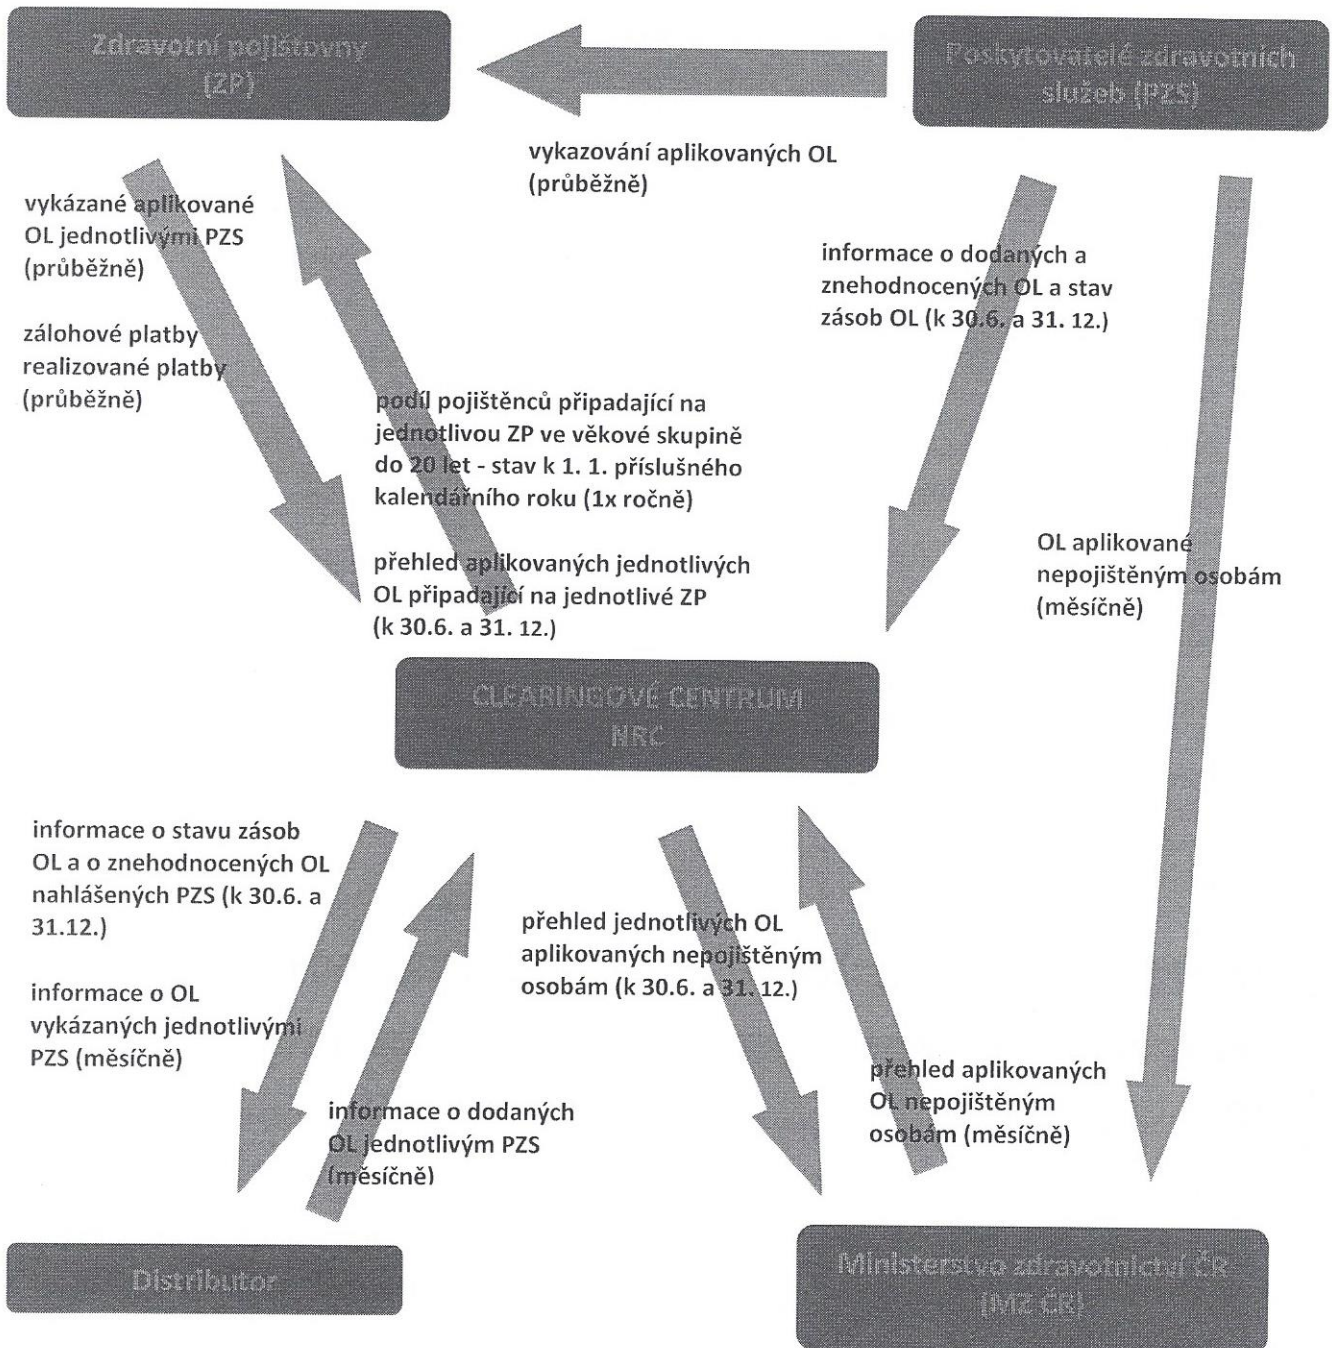 Zdravotní pojišťovny
(ZP)
Poskytovatelé zdravotních
služeb (PZS)
vykazování aplikovaných OL
(průběžně)
vykázané aplikované
OL jednotlivými PZS
(průběžně)
zálohové platby
realizované platby
(průběžně)
podíl pojištěnců připadající na
jednotlivou ZP ve věkové skupině
do 20 let - stav k 1. 1. příslušného
kalendářního roku (1x ročně)
přehled aplikovaných jednotlivých
OL připadající na jednotlivé ZP
(k 30.6. a 31. 12.)
informace o dodaných a
znehodnocených OL a stav
zásob OL (k 30.6. a 31. 12.)
OL aplikované
nepojištěným osobám
(měsíčně)
CLEARINGOVÉ CENTRUM
NRC
informace o stavu zásob
OL a o znehodnocených OL
nahlášených PZS (k 30.6. a
31.12.)
informace o OL
vykázaných jednotlivými
PZS (měsíčně)
informace o dodaných
OL jednotlivým PZS
(měsíčně)
přehled jednotlivých OL
aplikovaných nepojištěným
osobám (k 30.6. a 31. 12.)
přehled aplikovaných
OL nepojištěným
osobám (měsíčně)
Distributor
Ministerstvo zdravotnictví ČR
(MZ ČR)